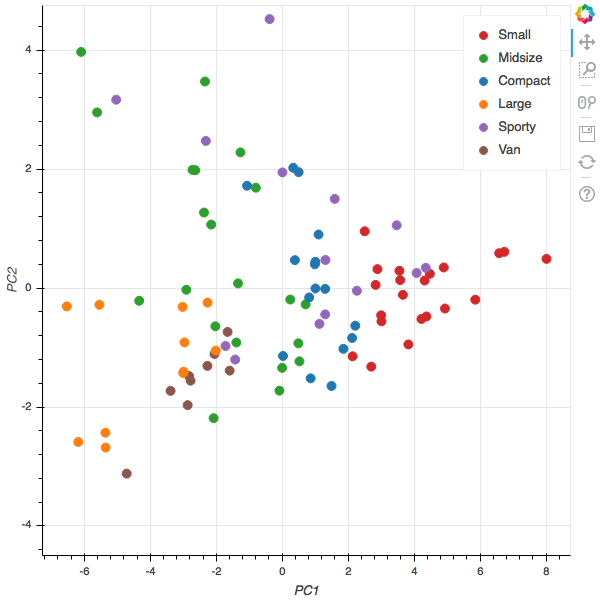 Small
Midsize
Compact
Large
Sporty
Van
PC2
4
2
0
-2
-4
-6 -4 -2 0 2 4 6 8
PC1